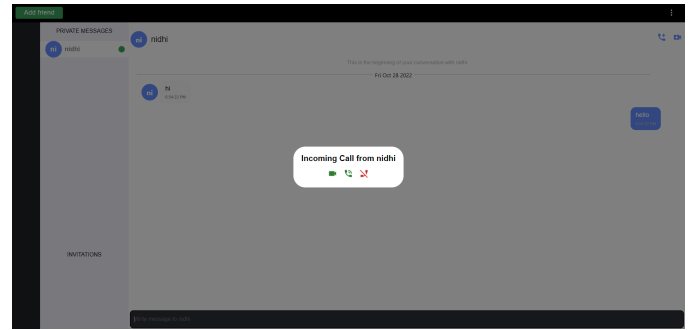 Add friend
PRIVATE MESSAGES
ni nidhi
INVITATIONS
ni nidhi
This is the beginning of your conversation with nidhi
Fri Oct 28 2022
ni
hi
hello
Incoming Call from nidhi
Write message to nidhi